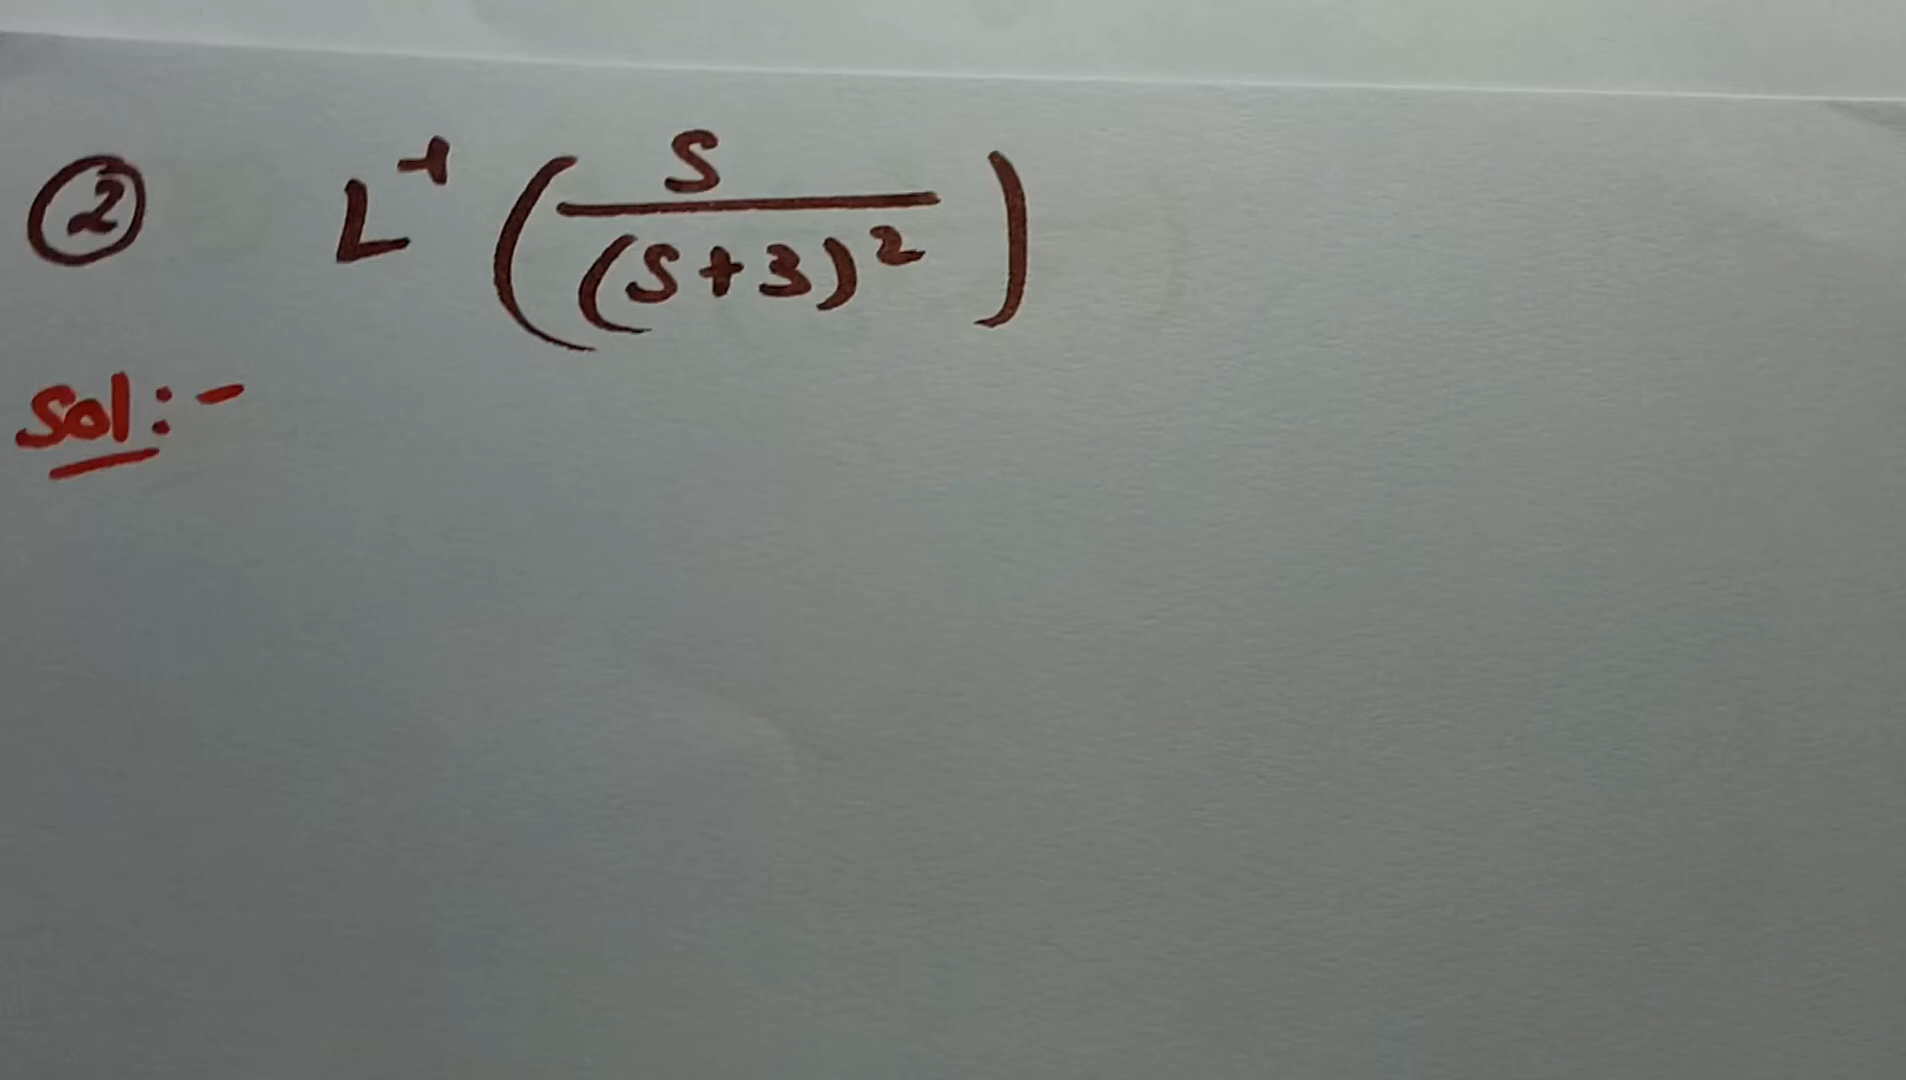 ② L⁻¹ (S/(S+3)²)
Sol:-